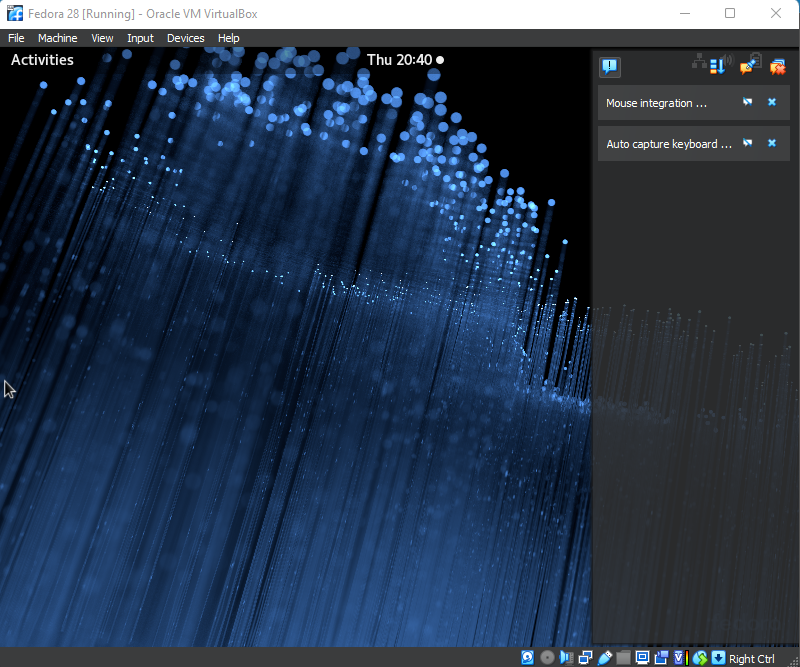 Fedora 28 [Running] - Oracle VM VirtualBox
File Machine View Input Devices Help
Activities Thu 20:40
Mouse integration ...
Auto capture keyboard ...
Right Ctrl